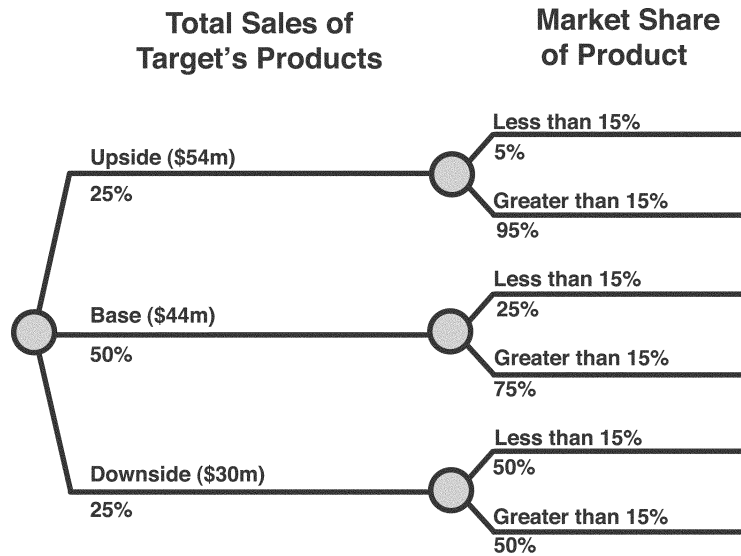 Total Sales of
Target's Products
Market Share
of Product
Upside ($54m)
25%
Less than 15%
5%
Greater than 15%
95%
Base ($44m)
50%
Less than 15%
25%
Greater than 15%
75%
Downside ($30m)
25%
Less than 15%
50%
Greater than 15%
50%